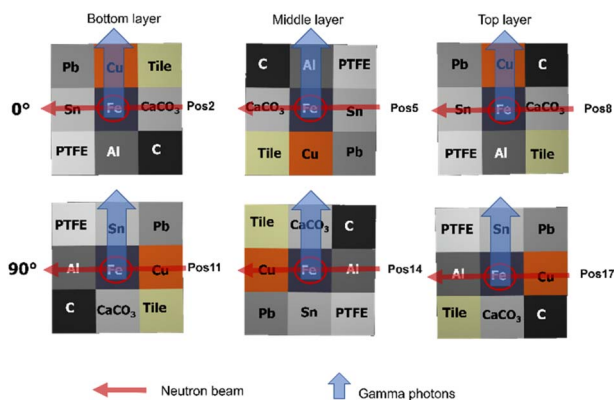 Bottom layer Middle layer Top layer
Pb Cu Tile C Al PTFE Pb Cu C
0° Sn Fe CaCO3 Pos2 CaCO3 Fe Sn Pos5 Sn Fe CaCO3 Pos8
PTFE Al C Tile Cu Pb PTFE Al Tile
PTFE Sn Pb Tile CaCO3 C PTFE Sn Pb
90° Al Fe Cu Pos11 Cu Fe Al Pos14 Al Fe Cu Pos17
C CaCO3 Tile Pb Sn PTFE Tile CaCO3 C
Neutron beam Gamma photons